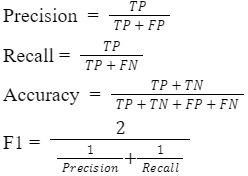 Precision = TP / TP + FP
Recall = TP / TP + FN
Accuracy = TP + TN / TP + TN + FP + FN
F1 = 2 / 1 / Precision + 1 / Recall